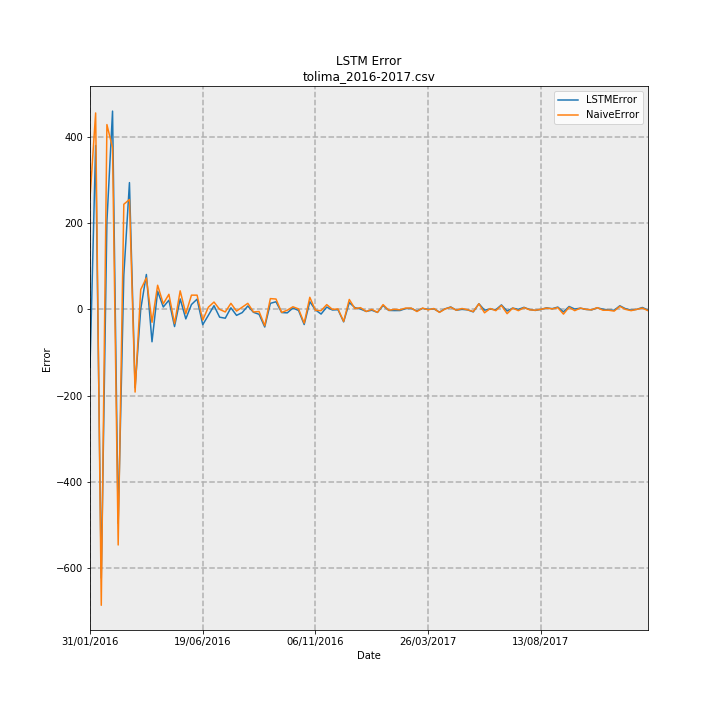 LSTM Error
tolima_2016-2017.csv
LSTMError
NaiveError
400
200
0
−200
−400
−600
Error
31/01/2016
19/06/2016
06/11/2016
26/03/2017
13/08/2017
Date